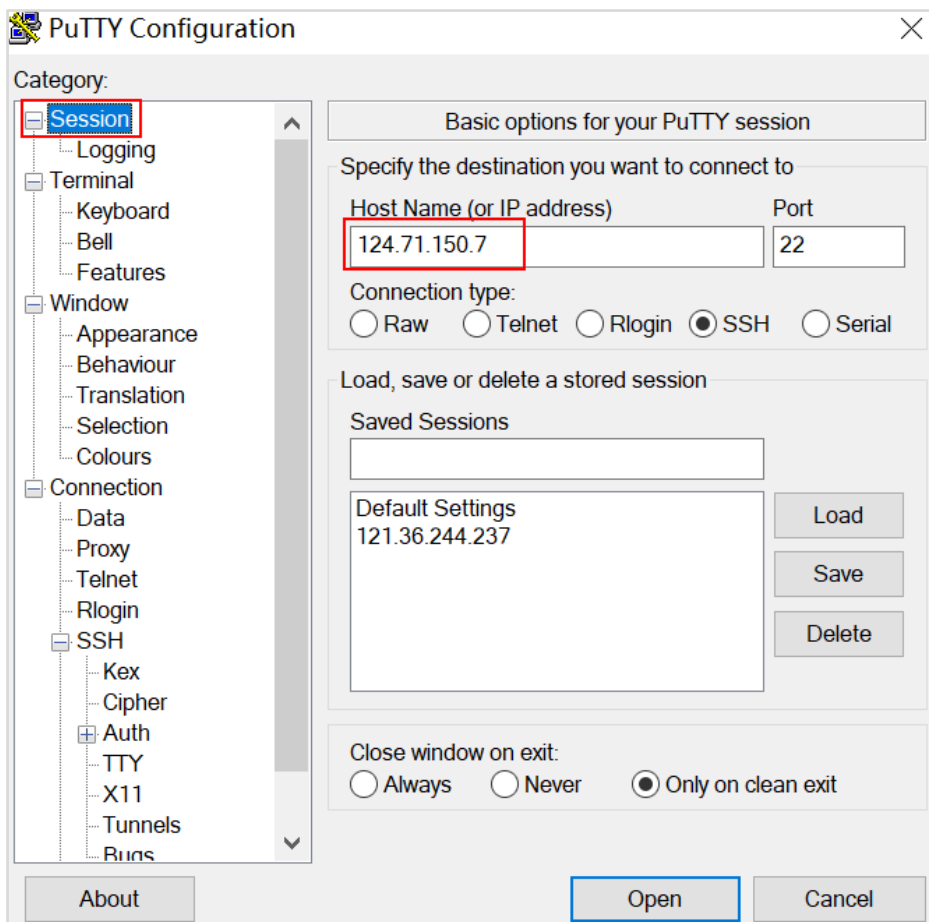 PuTTY Configuration
Category:
Session
Logging
Terminal
Keyboard
Bell
Features
Window
Appearance
Behaviour
Translation
Selection
Colours
Connection
Data
Proxy
Telnet
Rlogin
SSH
Kex
Cipher
Auth
TTY
X11
Tunnels
Bugs
Basic options for your PuTTY session
Specify the destination you want to connect to
Host Name (or IP address) Port
124.71.150.7 22
Connection type:
Raw Telnet Rlogin SSH Serial
Load, save or delete a stored session
Saved Sessions
Default Settings
121.36.244.237
Load
Save
Delete
Close window on exit:
Always Never Only on clean exit
About Open Cancel